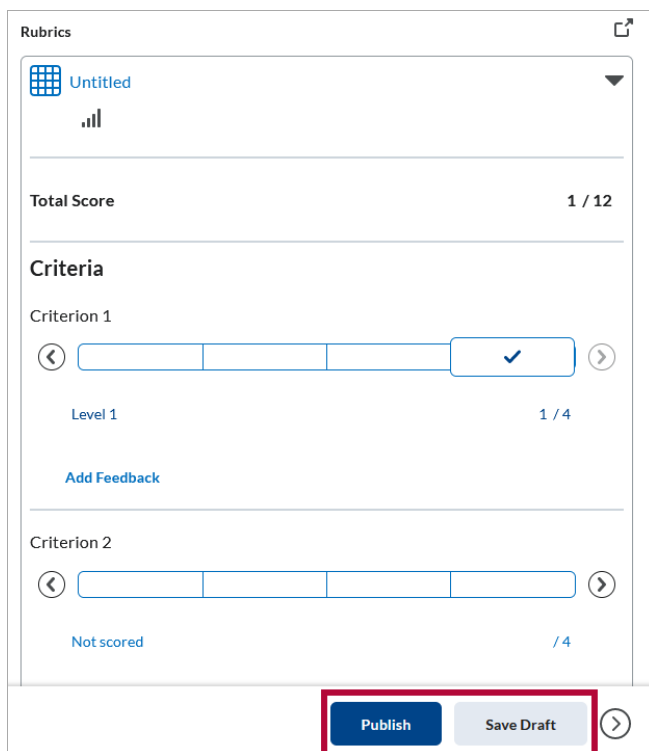 Rubrics
Untitled
Total Score 1 / 12
Criteria
Criterion 1
Level 1 1 / 4
Add Feedback
Criterion 2
Not scored / 4
Publish Save Draft